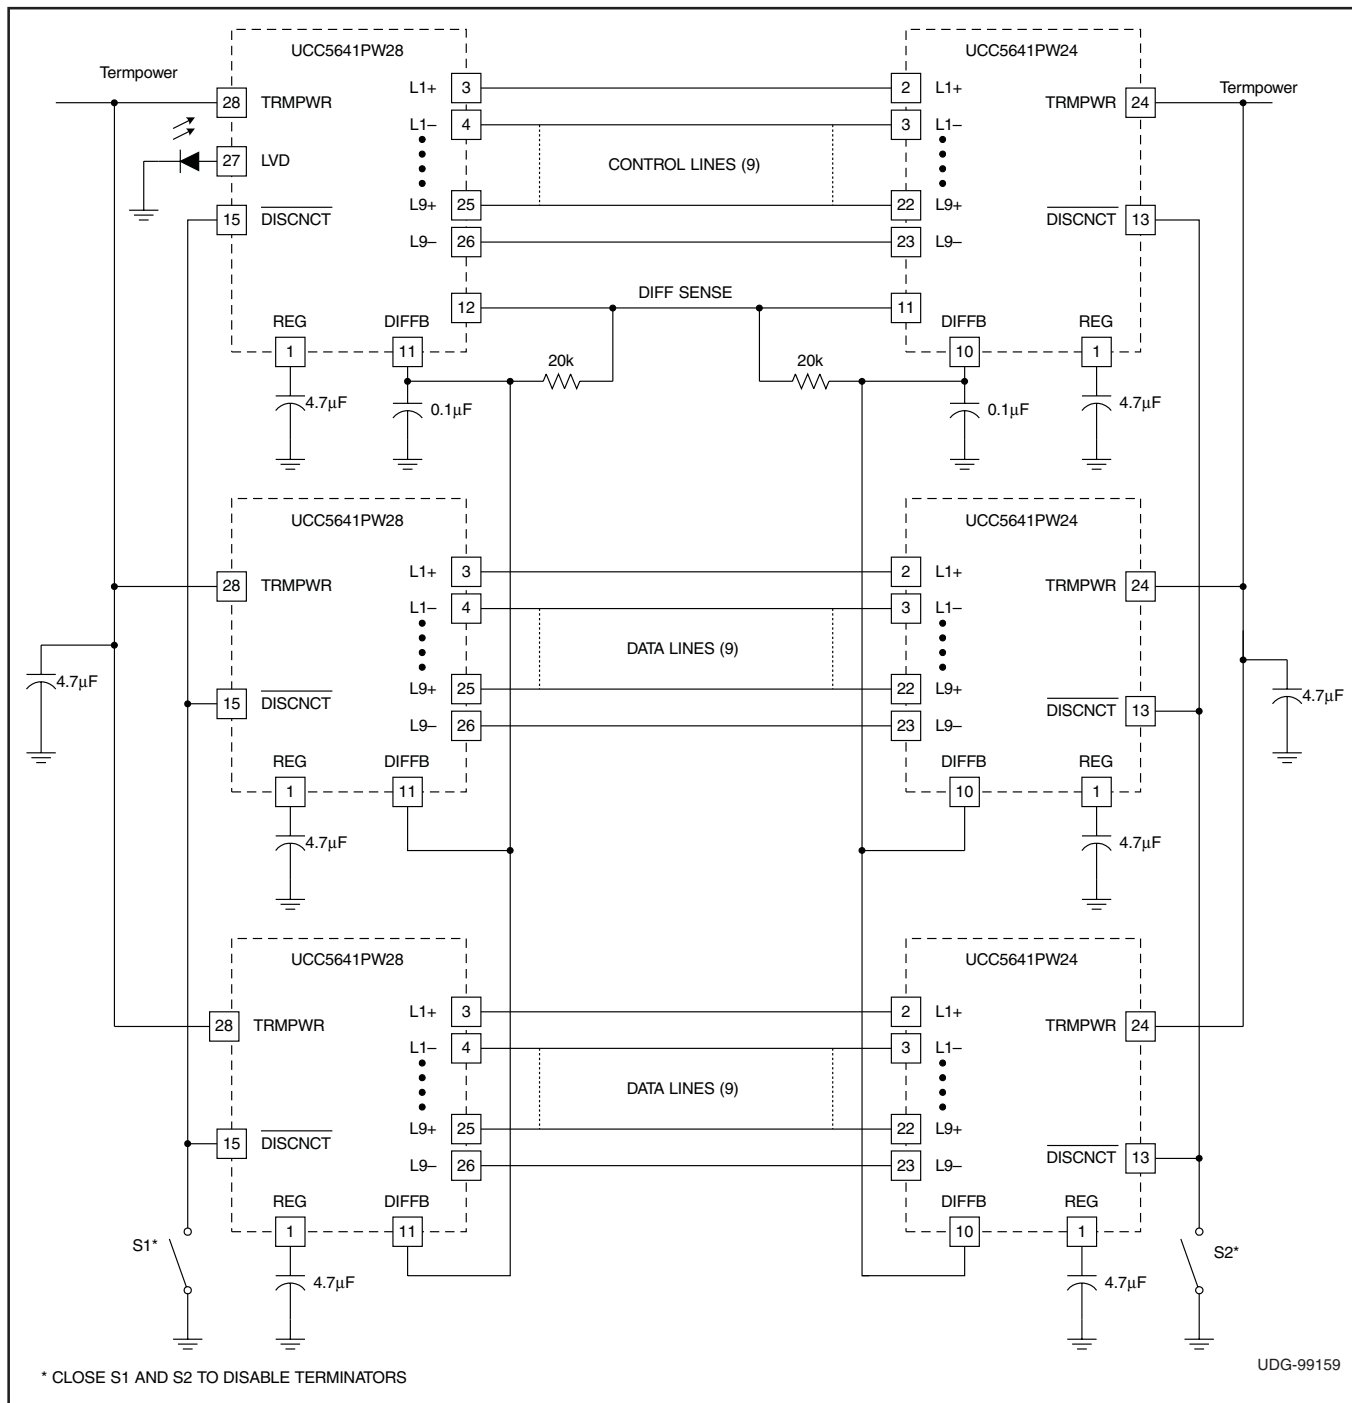 UCC5641PW28 UCC5641PW24
Termpower L1+ 3 2 L1+ Termpower
28 TRMPWR TRMPWR 24
L1– 4 3 L1–
27 LVD CONTROL LINES (9)
15 DISCNCT L9+ 25 22 L9+ DISCNCT 13
L9– 26 23 L9–
DIFF SENSE
12 11
REG DIFFB DIFFB REG
1 11 10 1
20k 20k
4.7µF 0.1µF 0.1µF 4.7µF
UCC5641PW28 UCC5641PW24
L1+ 3 2 L1+
28 TRMPWR TRMPWR 24
L1– 4 3 L1–
DATA LINES (9)
4.7µF L9+ 25 22 L9+ 4.7µF
15 DISCNCT DISCNCT 13
L9– 26 23 L9–
REG DIFFB DIFFB REG
1 11 10 1
4.7µF 4.7µF
UCC5641PW28 UCC5641PW24
L1+ 3 2 L1+
28 TRMPWR TRMPWR 24
L1– 4 3 L1–
DATA LINES (9)
L9+ 25 22 L9+
15 DISCNCT DISCNCT 13
L9– 26 23 L9–
REG DIFFB DIFFB REG
1 11 10 1
S1* S2*
4.7µF 4.7µF
* CLOSE S1 AND S2 TO DISABLE TERMINATORS
UDG-99159